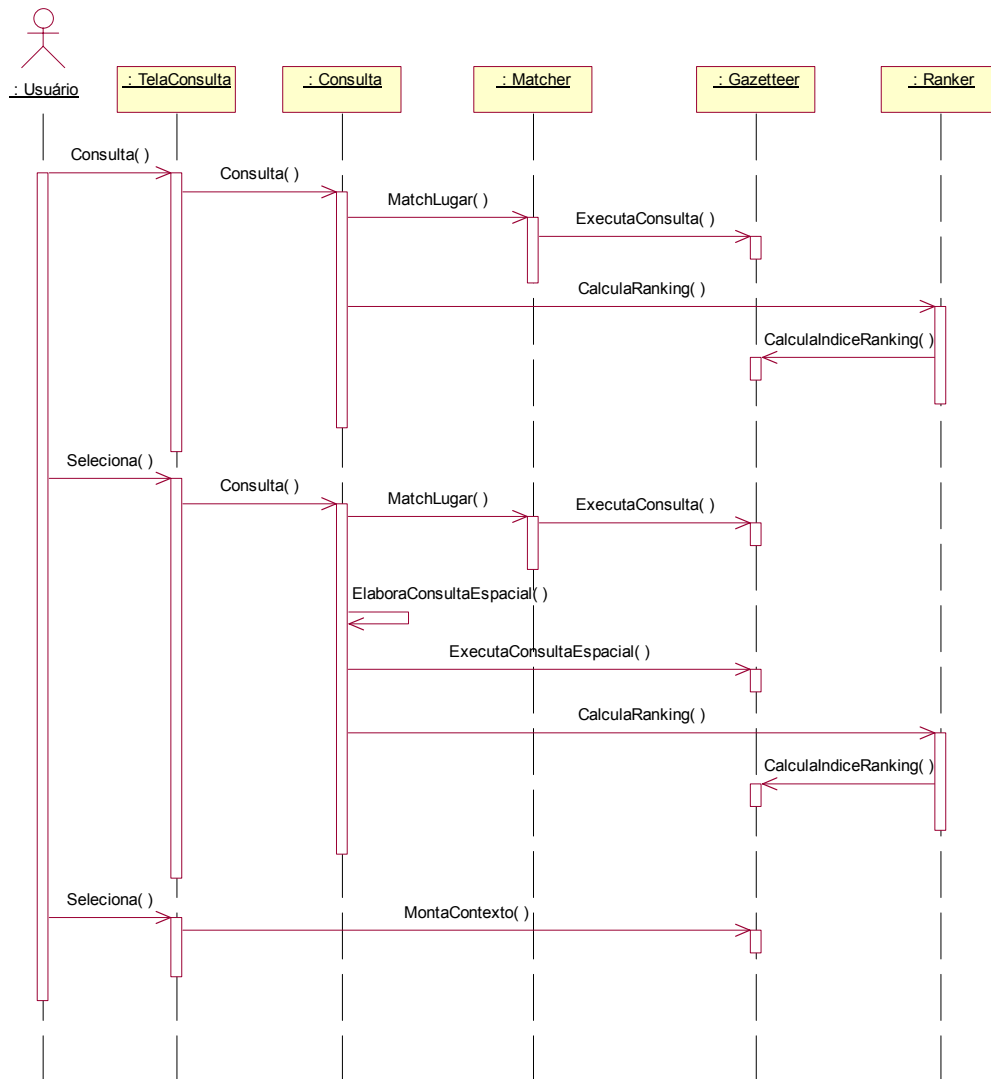 : Usuário
: TelaConsulta
: Consulta
: Matcher
: Gazetteer
: Ranker
Consulta( )
Consulta( )
MatchLugar( )
ExecutaConsulta( )
CalculaRanking( )
CalculaIndiceRanking( )
Seleciona( )
Consulta( )
MatchLugar( )
ExecutaConsulta( )
ElaboraConsultaEspacial( )
ExecutaConsultaEspacial( )
CalculaRanking( )
CalculaIndiceRanking( )
Seleciona( )
MontaContexto( )